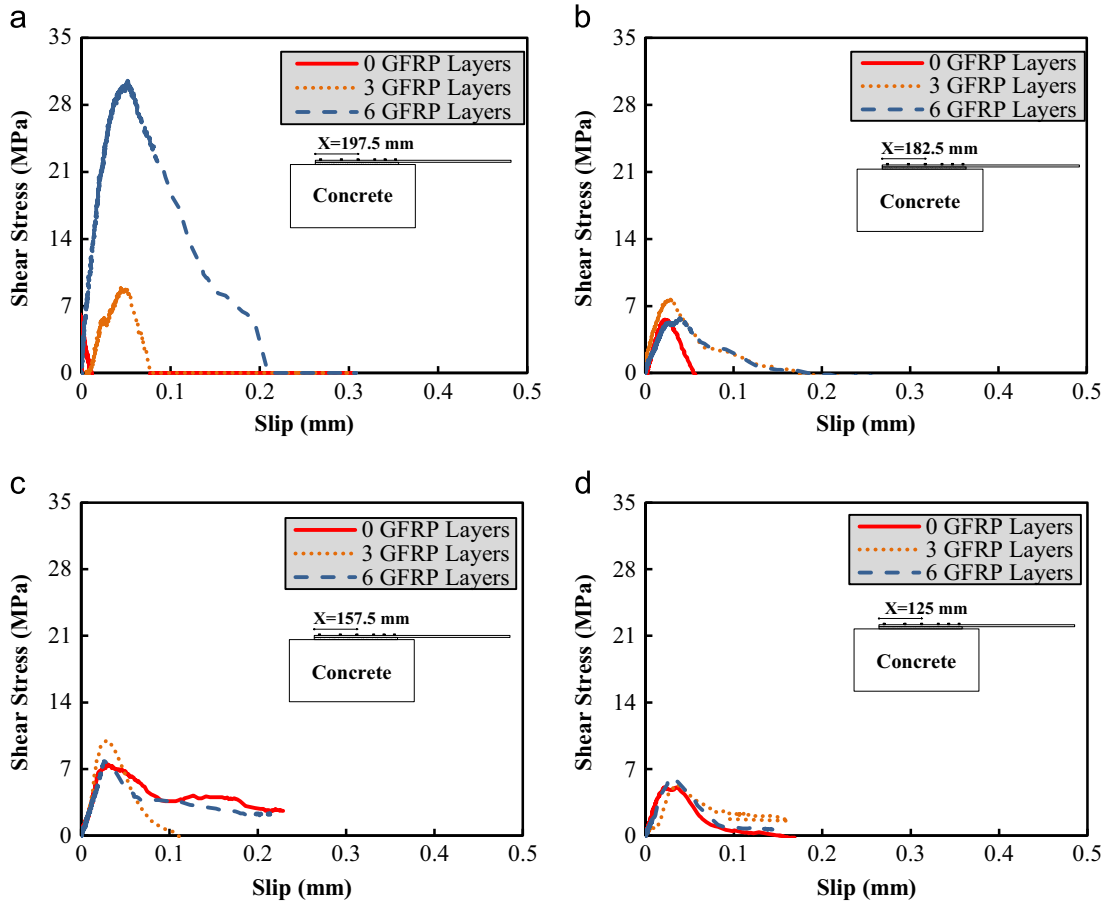 a
35
28
21
14
7
0
Shear Stress (MPa)
0 GFRP Layers
3 GFRP Layers
6 GFRP Layers
X=197.5 mm
Concrete
0 0.1 0.2 0.3 0.4 0.5
Slip (mm)
b
35
28
21
14
7
0
Shear Stress (MPa)
0 GFRP Layers
3 GFRP Layers
6 GFRP Layers
X=182.5 mm
Concrete
0 0.1 0.2 0.3 0.4 0.5
Slip (mm)
c
35
28
21
14
7
0
Shear Stress (MPa)
0 GFRP Layers
3 GFRP Layers
6 GFRP Layers
X=157.5 mm
Concrete
0 0.1 0.2 0.3 0.4 0.5
Slip (mm)
d
35
28
21
14
7
0
Shear Stress (MPa)
0 GFRP Layers
3 GFRP Layers
6 GFRP Layers
X=125 mm
Concrete
0 0.1 0.2 0.3 0.4 0.5
Slip (mm)